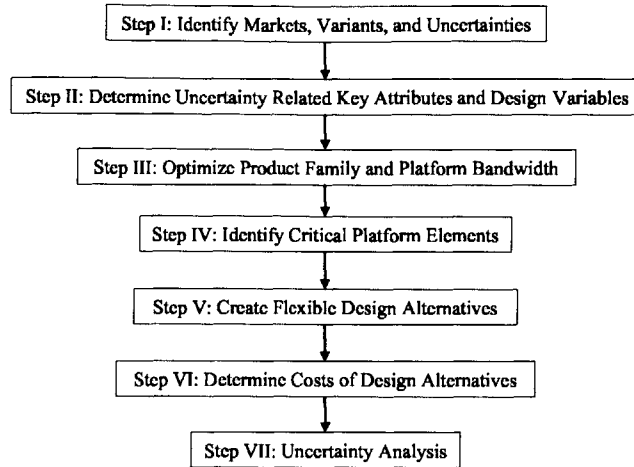 Step I: Identify Markets, Variants, and Uncertainties
Step II: Determine Uncertainty Related Key Attributes and Design Variables
Step III: Optimize Product Family and Platform Bandwidth
Step IV: Identify Critical Platform Elements
Step V: Create Flexible Design Alternatives
Step VI: Determine Costs of Design Alternatives
Step VII: Uncertainty Analysis